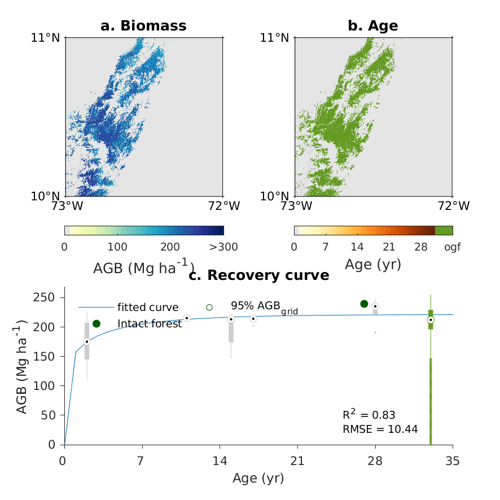 a. Biomass
b. Age
11°N
11°N
10°N
10°N
73°W
72°W
73°W
72°W
0
100
200
>300
0
7
14
21
28
ogf
AGB (Mg ha-1)
Age (yr)
c. Recovery curve
250
200
150
100
50
0
AGB (Mg ha-1)
fitted curve
95% AGBgrid
Intact forest
R2 = 0.83
RMSE = 10.44
0
7
14
21
28
35
Age (yr)